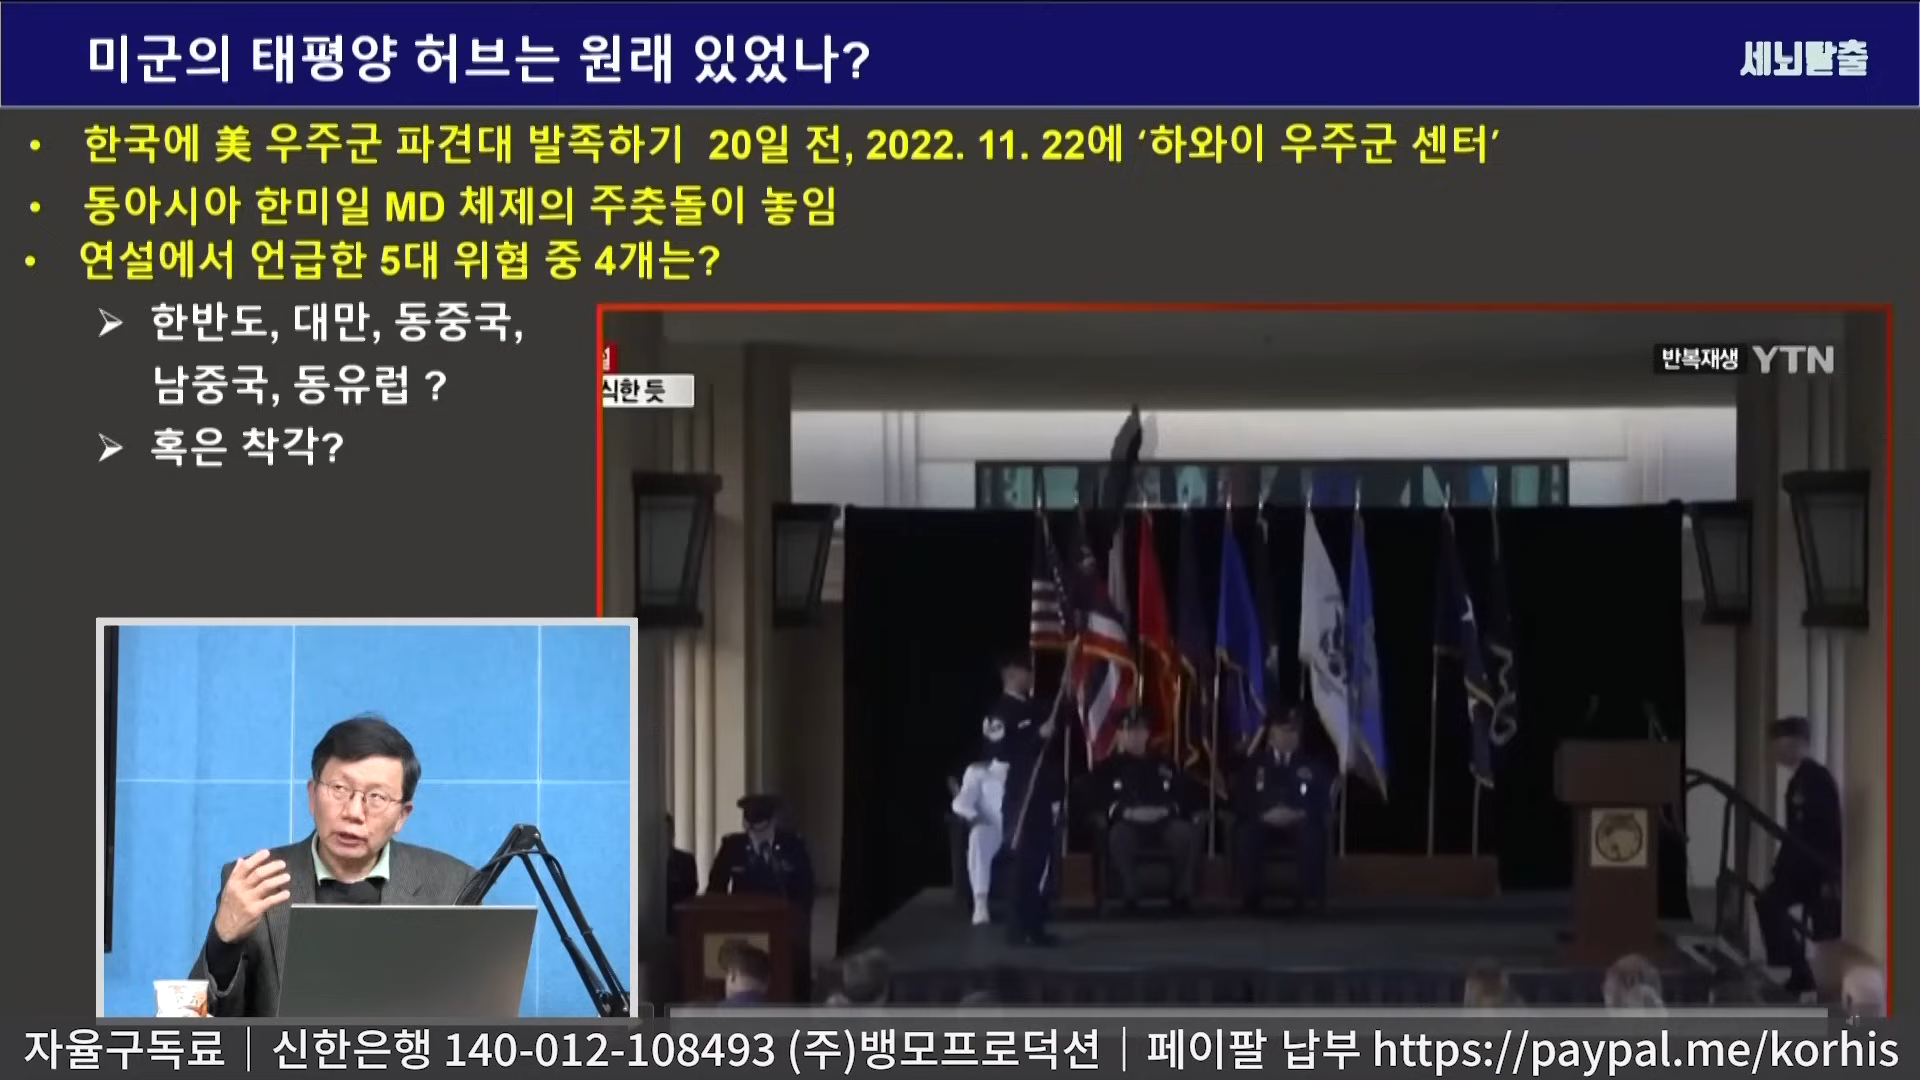 미군의 태평양 허브는 원래 있었나?
세뇌탈출
• 한국에 美 우주군 파견대 발족하기 20일 전, 2022. 11. 22에 ‘하와이 우주군 센터’
• 동아시아 한미일 MD 체제의 주춧돌이 놓임
• 연설에서 언급한 5대 위협 중 4개는?
➢ 한반도, 대만, 동중국,
남중국, 동유럽 ?
➢ 혹은 착각?
반복재생 YTN
식한 듯
자율구독료│신한은행 140-012-108493 (주)뱅모프로덕션│페이팔 납부 https://paypal.me/korhis